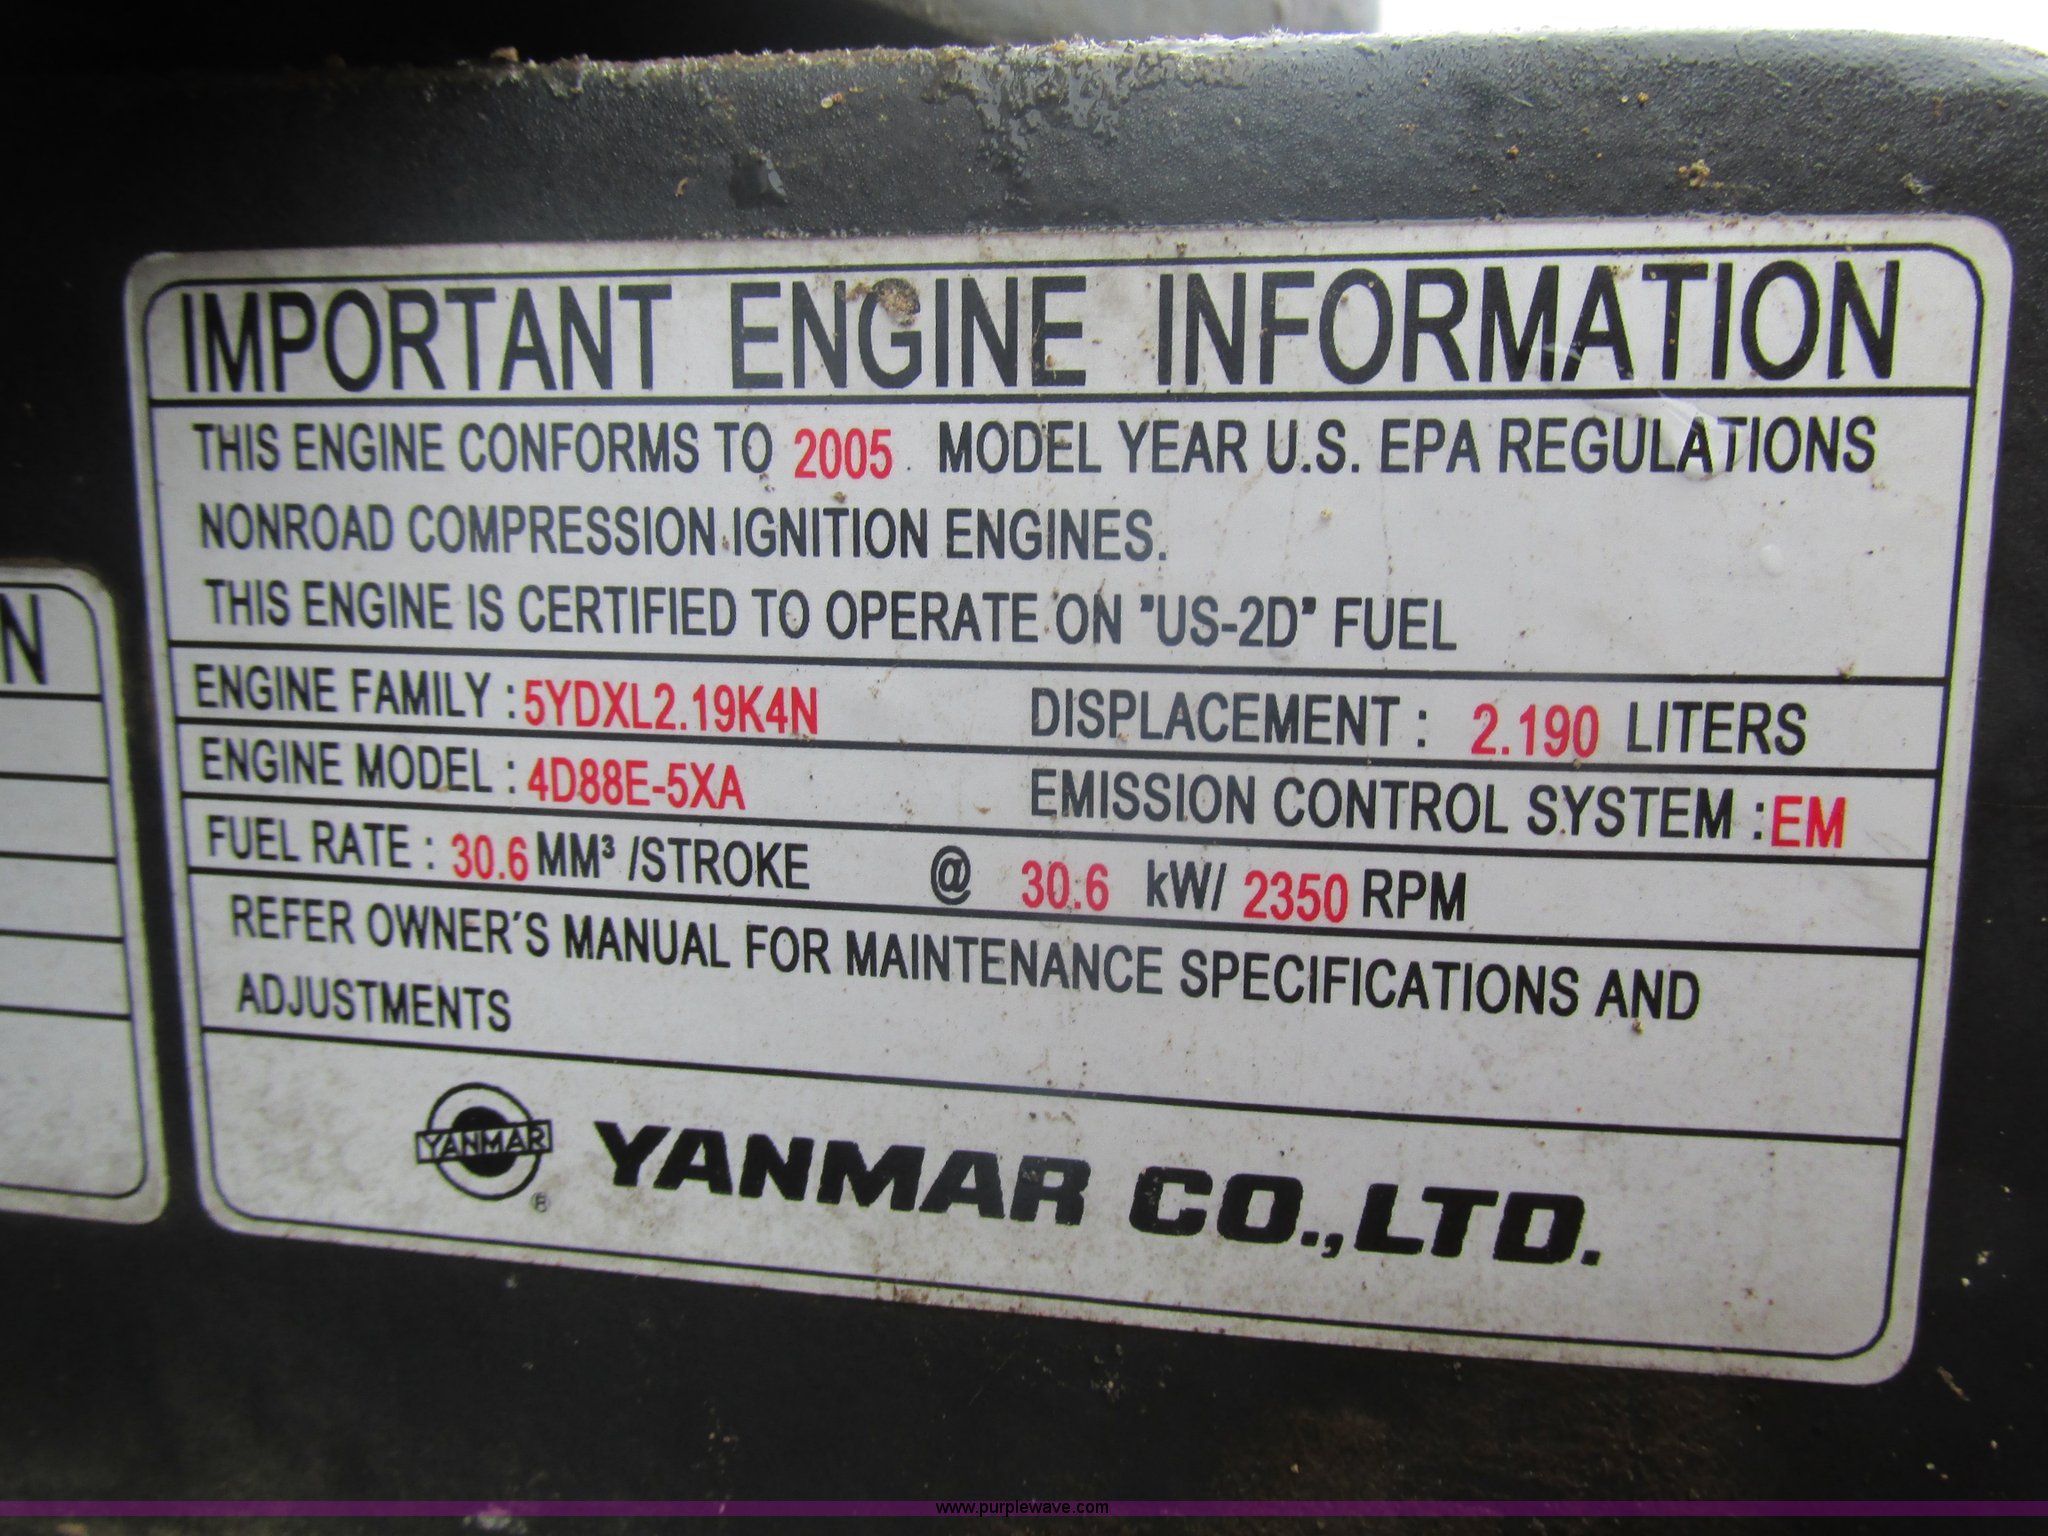 IMPORTANT ENGINE INFORMATION
THIS ENGINE CONFORMS TO 2005 MODEL YEAR U.S. EPA REGULATIONS
NONROAD COMPRESSION IGNITION ENGINES.
THIS ENGINE IS CERTIFIED TO OPERATE ON "US-2D" FUEL
ENGINE FAMILY : 5YDXL2.19K4N DISPLACEMENT : 2.190 LITERS
ENGINE MODEL : 4D88E-5XA EMISSION CONTROL SYSTEM : EM
FUEL RATE : 30.6 MM³ /STROKE @ 30.6 kW/ 2350 RPM
REFER OWNER'S MANUAL FOR MAINTENANCE SPECIFICATIONS AND
ADJUSTMENTS
YANMAR ® YANMAR CO.,LTD.
N
www.purplewave.com